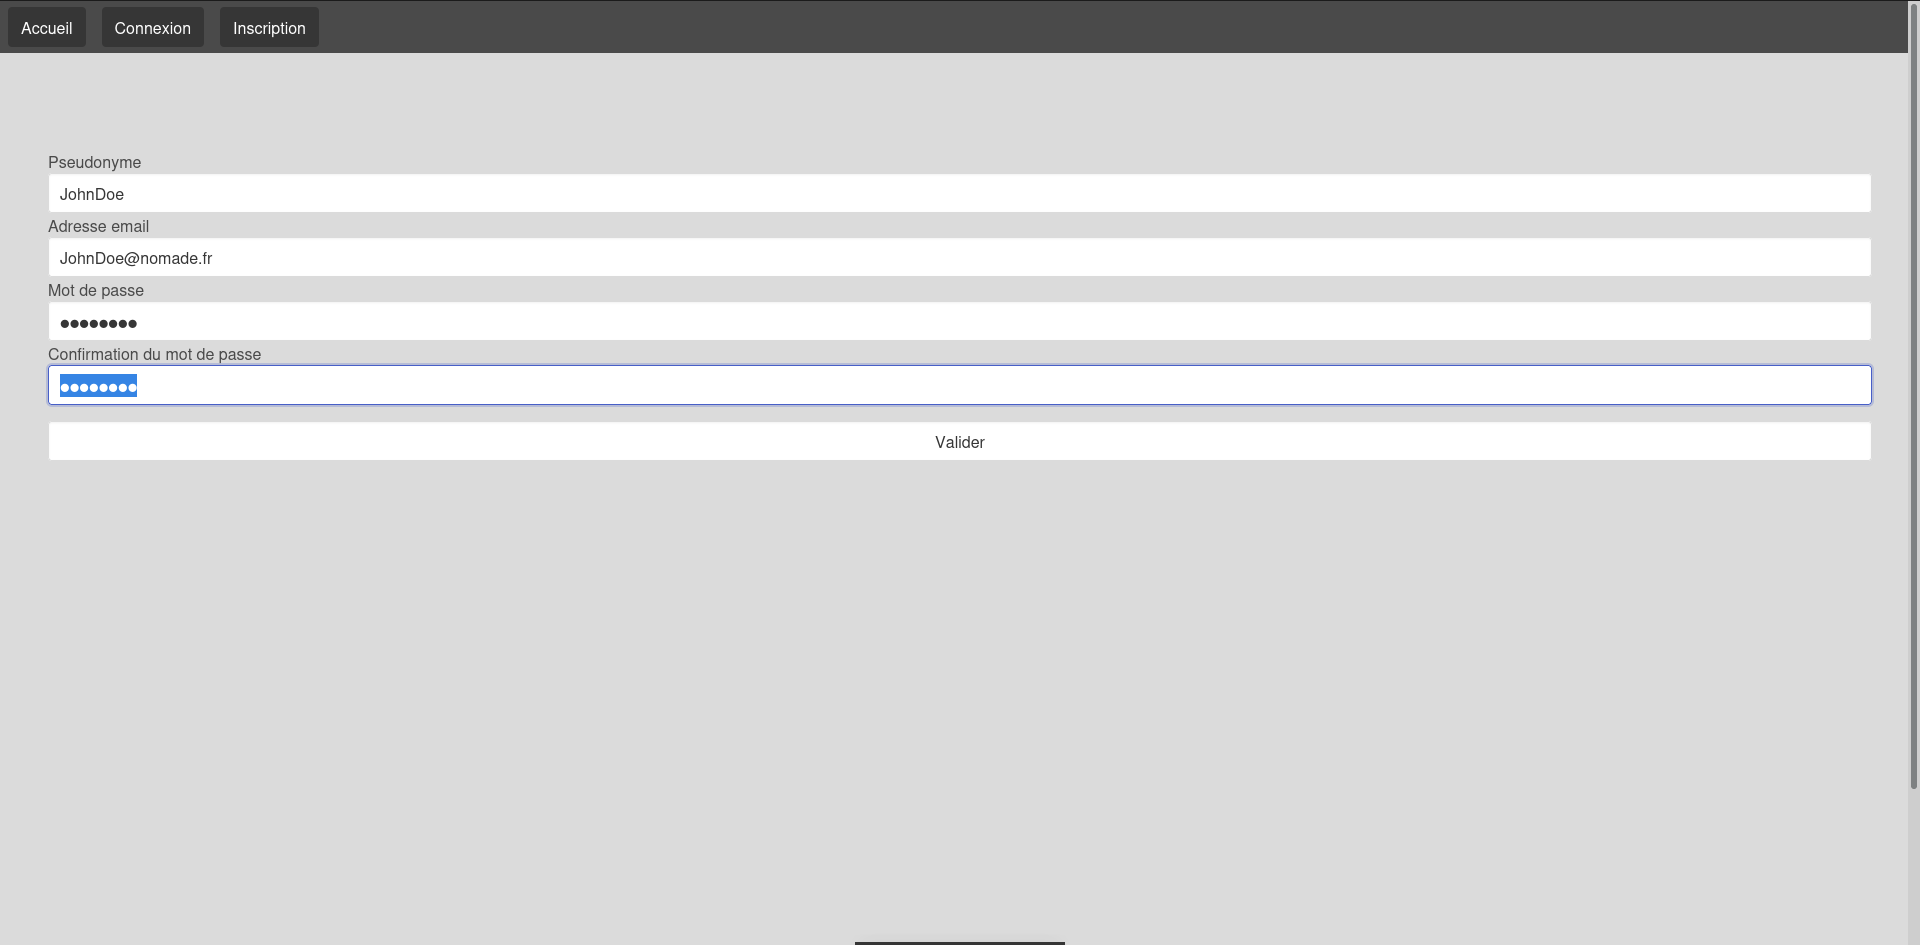 Accueil Connexion Inscription
Pseudonyme
JohnDoe
Adresse email
JohnDoe@nomade.fr
Mot de passe
●●●●●●●●
Confirmation du mot de passe
●●●●●●●●
Valider